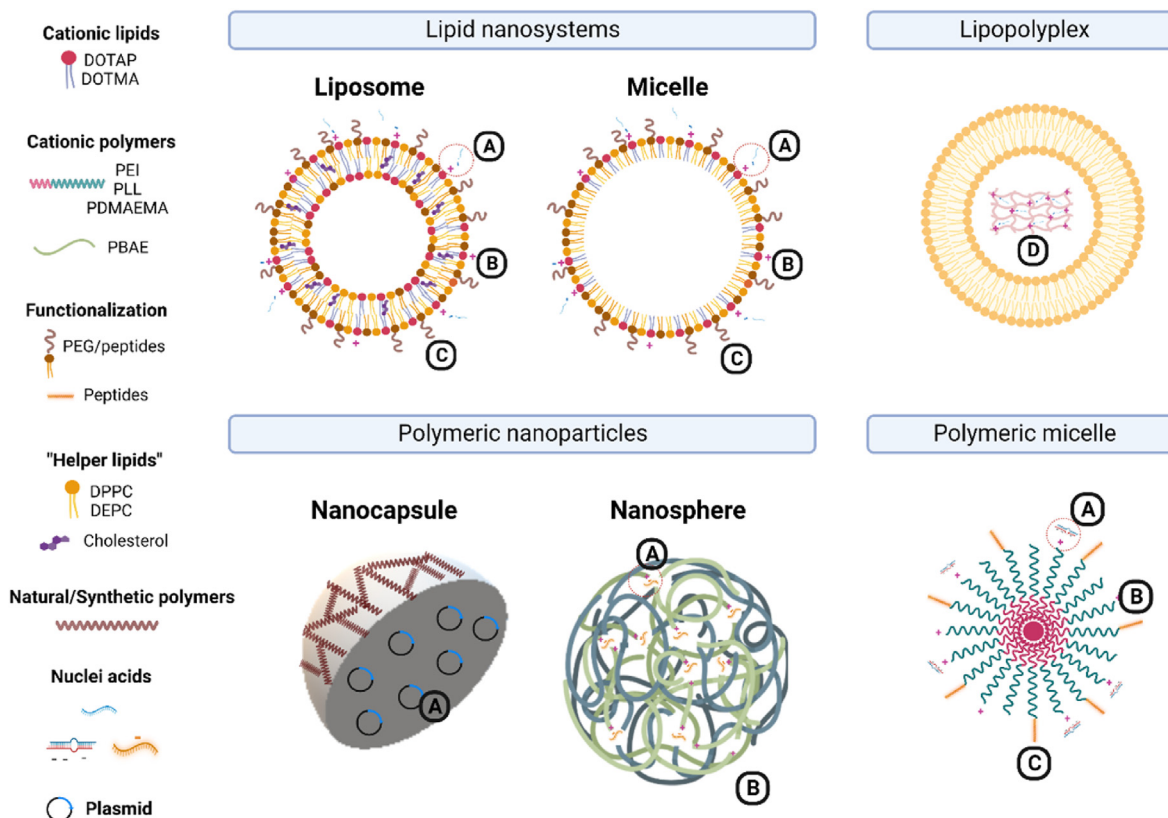 Cationic lipids
DOTAP
DOTMA
Cationic polymers
PEI
PLL
PDMAEMA
PBAE
Functionalization
PEG/peptides
Peptides
"Helper lipids"
DPPC
DEPC
Cholesterol
Natural/Synthetic polymers
Nuclei acids
Plasmid
Lipid nanosystems
Liposome
Micelle
A
A
B
B
C
C
Lipopolyplex
D
Polymeric nanoparticles
Nanocapsule
Nanosphere
A
A
B
Polymeric micelle
A
B
C